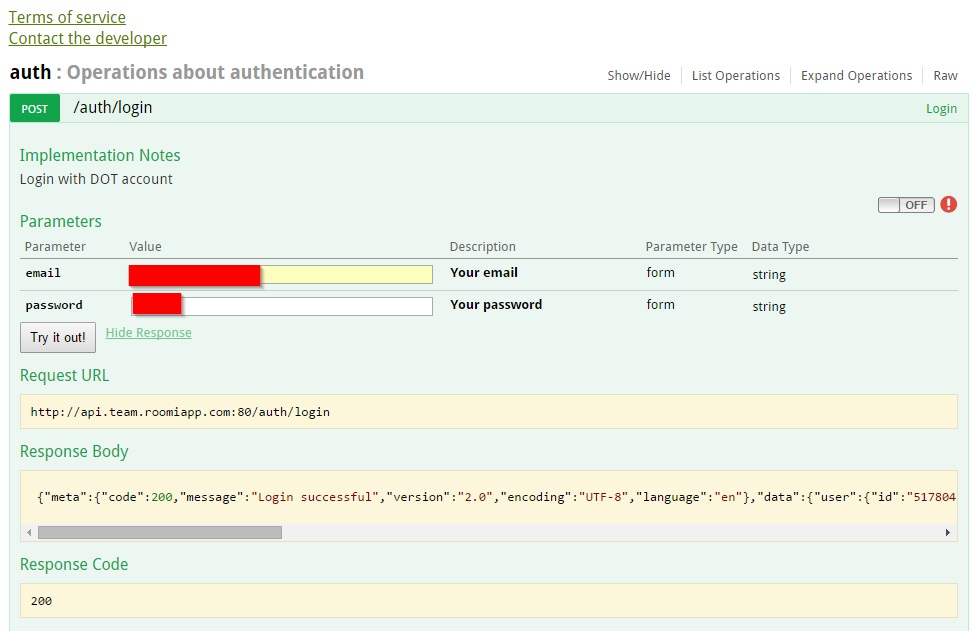 Terms of service
Contact the developer
auth : Operations about authentication
Show/Hide List Operations Expand Operations Raw
POST /auth/login Login
Implementation Notes
Login with DOT account
OFF !
Parameters
Parameter Value Description Parameter Type Data Type
email Your email form string
password Your password form string
Try it out! Hide Response
Request URL
http://api.team.roomiapp.com:80/auth/login
Response Body
{"meta":{"code":200,"message":"Login successful","version":"2.0","encoding":"UTF-8","language":"en"},"data":{"user":{"id":"517804
Response Code
200